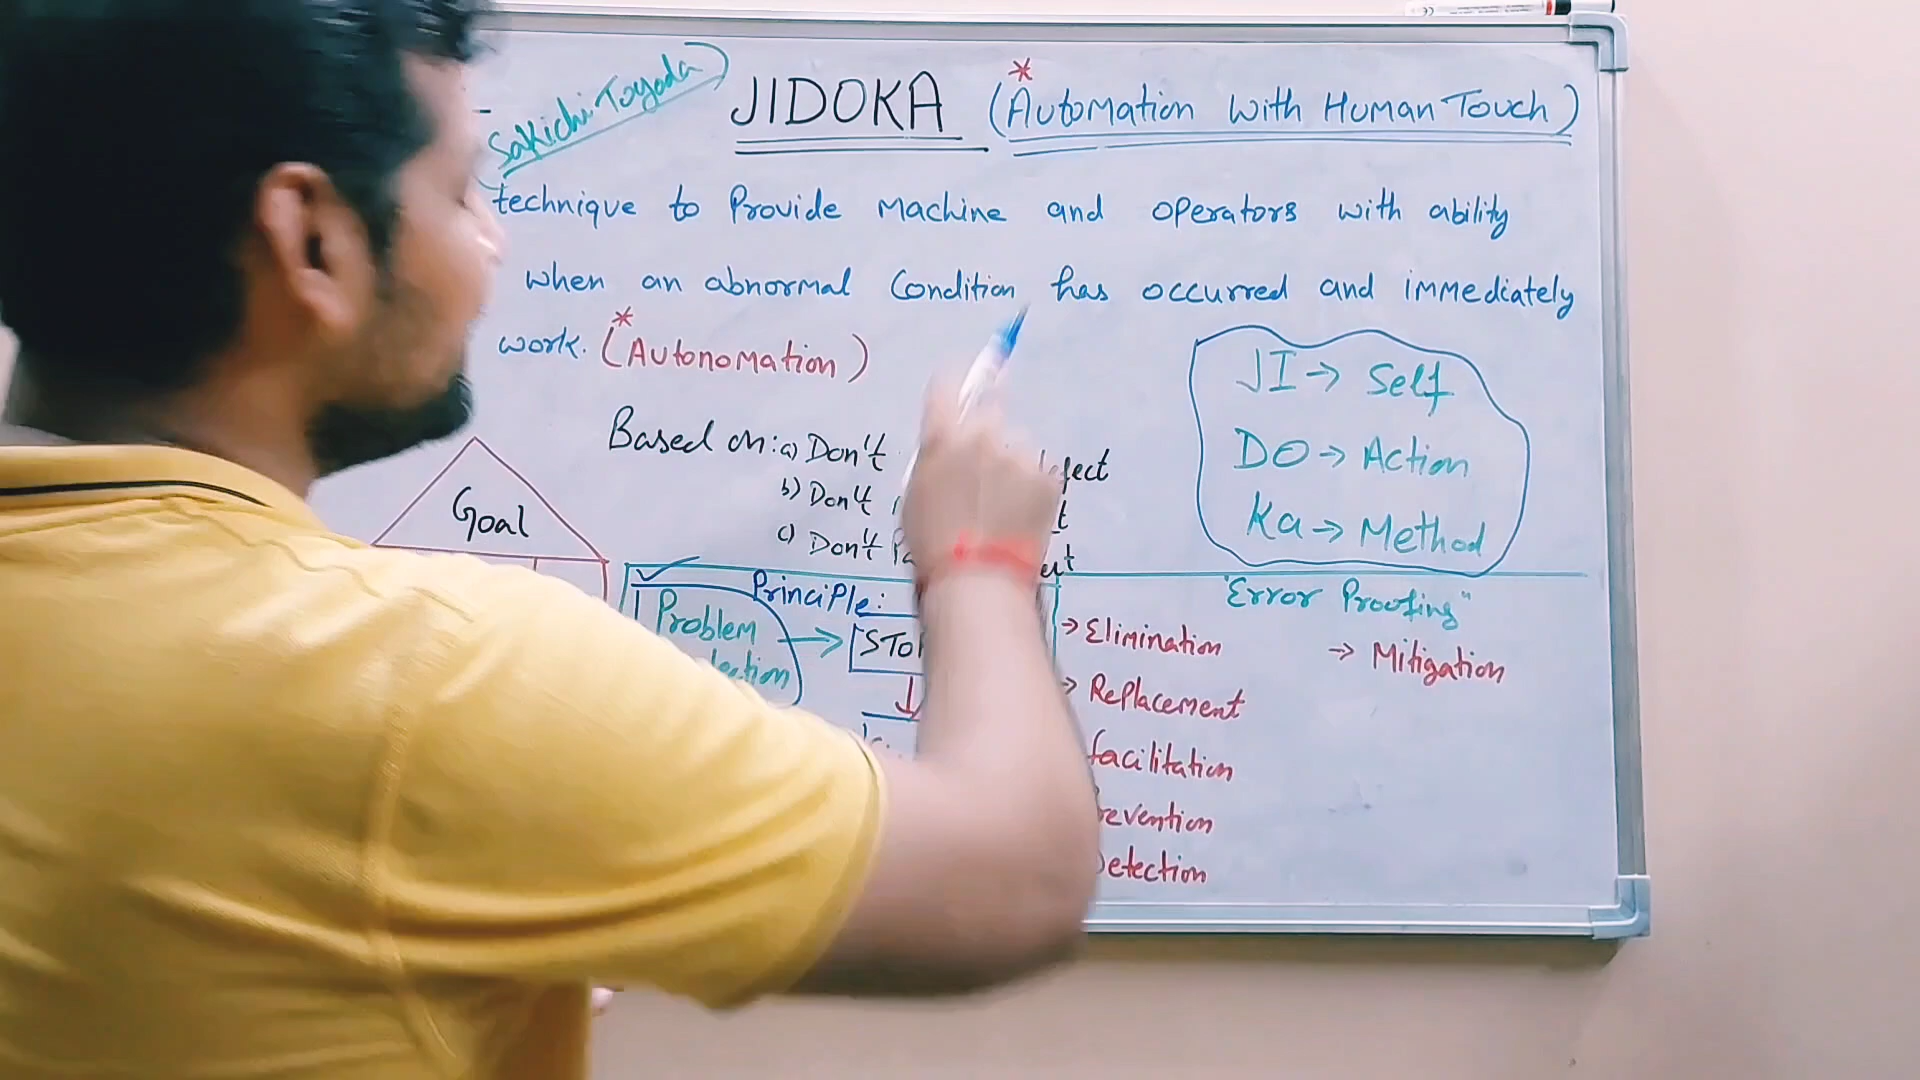 Sakichi Toyoda
JIDOKA (* Automation with Human Touch)
technique to Provide Machine and operators with ability
when an abnormal Condition has occurred and immediately
work. (* Autonomation)
JI → Self
DO → Action
Ka → Method
Based on: a) Don't
b) Don't
c) Don't
Goal
Principle:
Problem
"Error Proofing"
→ Elimination
→ Mitigation
→ Replacement
facilitation